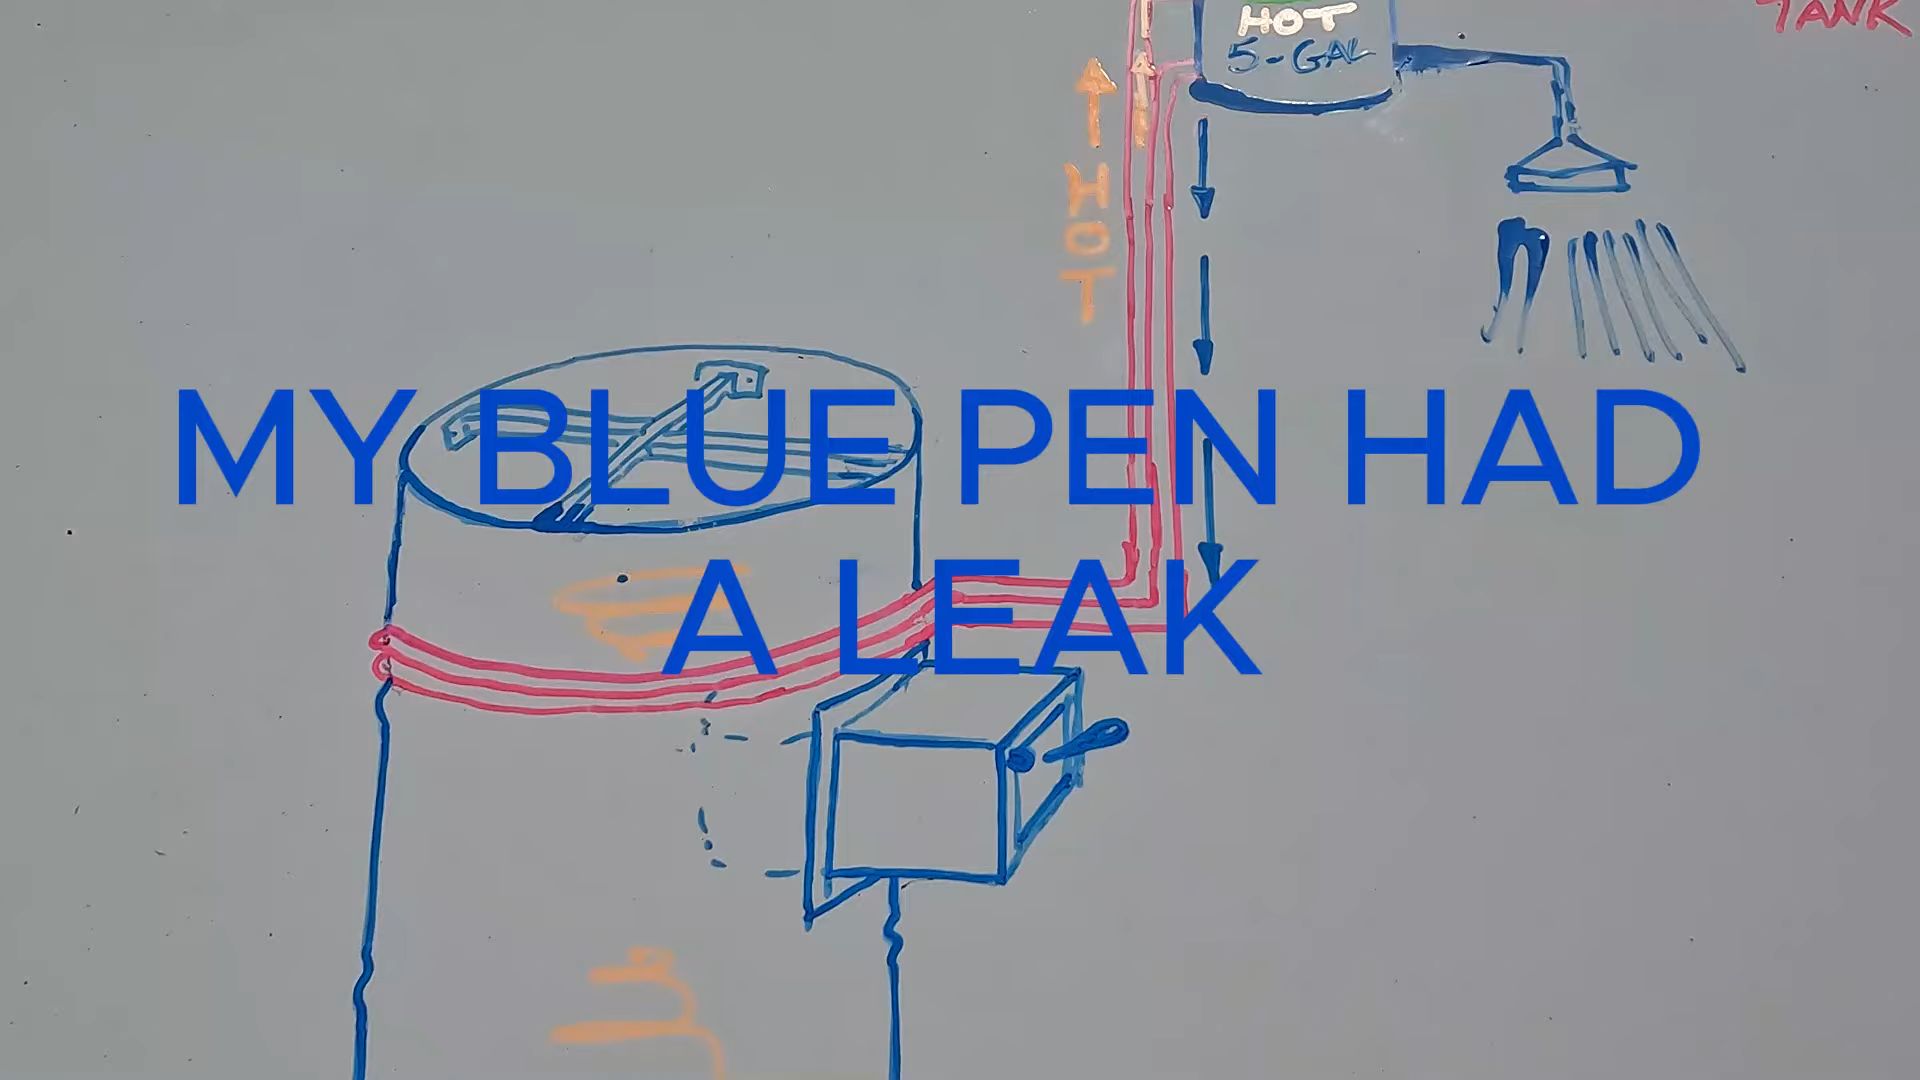 TANK
HOT
5-GAL
HOT
MY BLUE PEN HAD
A LEAK